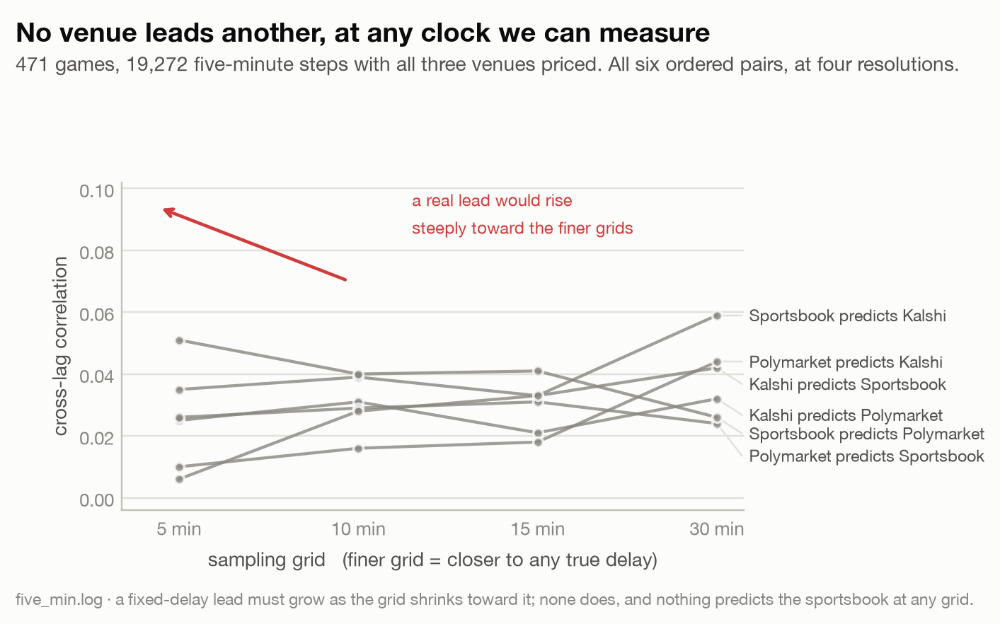 No venue leads another, at any clock we can measure
471 games, 19,272 five-minute steps with all three venues priced. All six ordered pairs, at four resolutions.
a real lead would rise
steeply toward the finer grids
cross-lag correlation
0.10
0.08
0.06
0.04
0.02
0.00
Sportsbook predicts Kalshi
Polymarket predicts Kalshi
Kalshi predicts Sportsbook
Kalshi predicts Polymarket
Sportsbook predicts Polymarket
Polymarket predicts Sportsbook
5 min
10 min
15 min
30 min
sampling grid (finer grid = closer to any true delay)
five_min.log · a fixed-delay lead must grow as the grid shrinks toward it; none does, and nothing predicts the sportsbook at any grid.